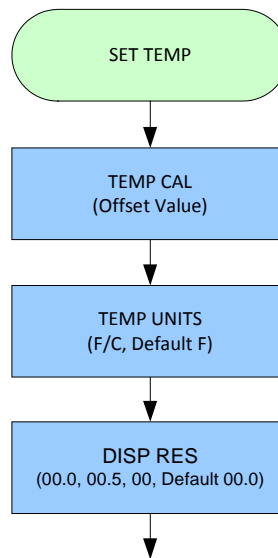 SET TEMP
TEMP CAL
(Offset Value)
TEMP UNITS
(F/C, Default F)
DISP RES
(00.0, 00.5, 00, Default 00.0)